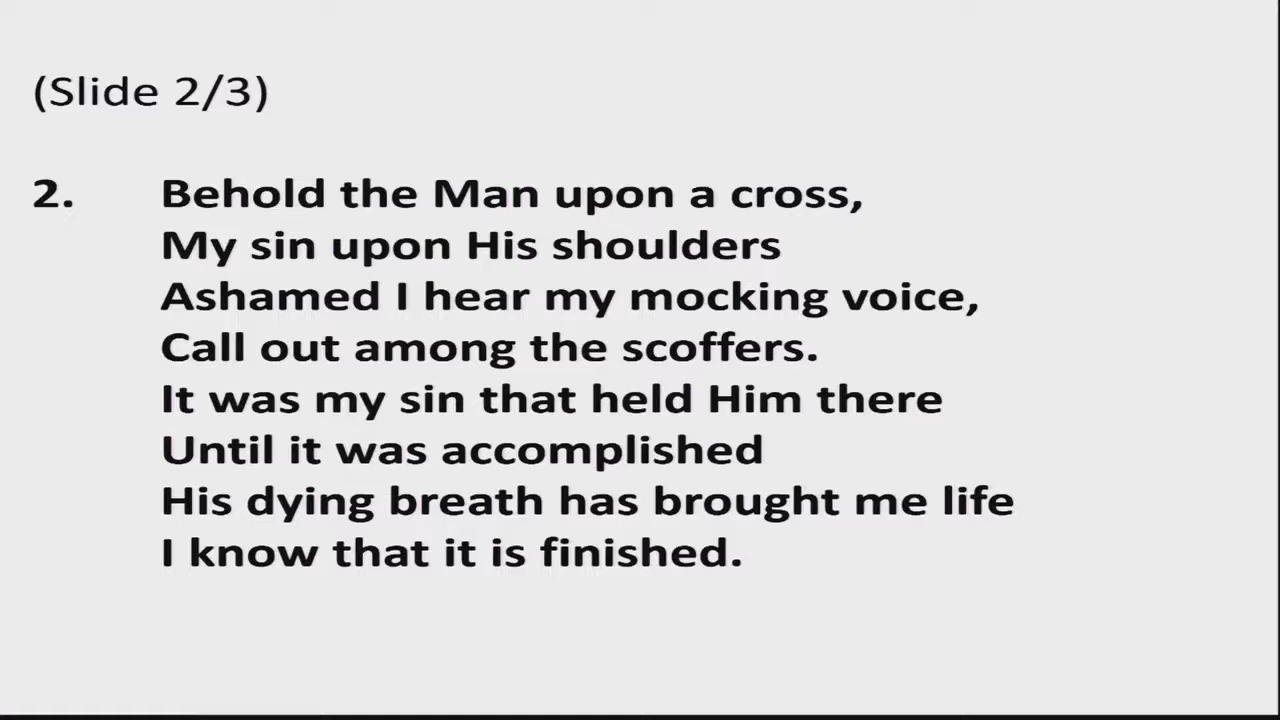 (Slide 2/3)
2. Behold the Man upon a cross,
My sin upon His shoulders
Ashamed I hear my mocking voice,
Call out among the scoffers.
It was my sin that held Him there
Until it was accomplished
His dying breath has brought me life
I know that it is finished.